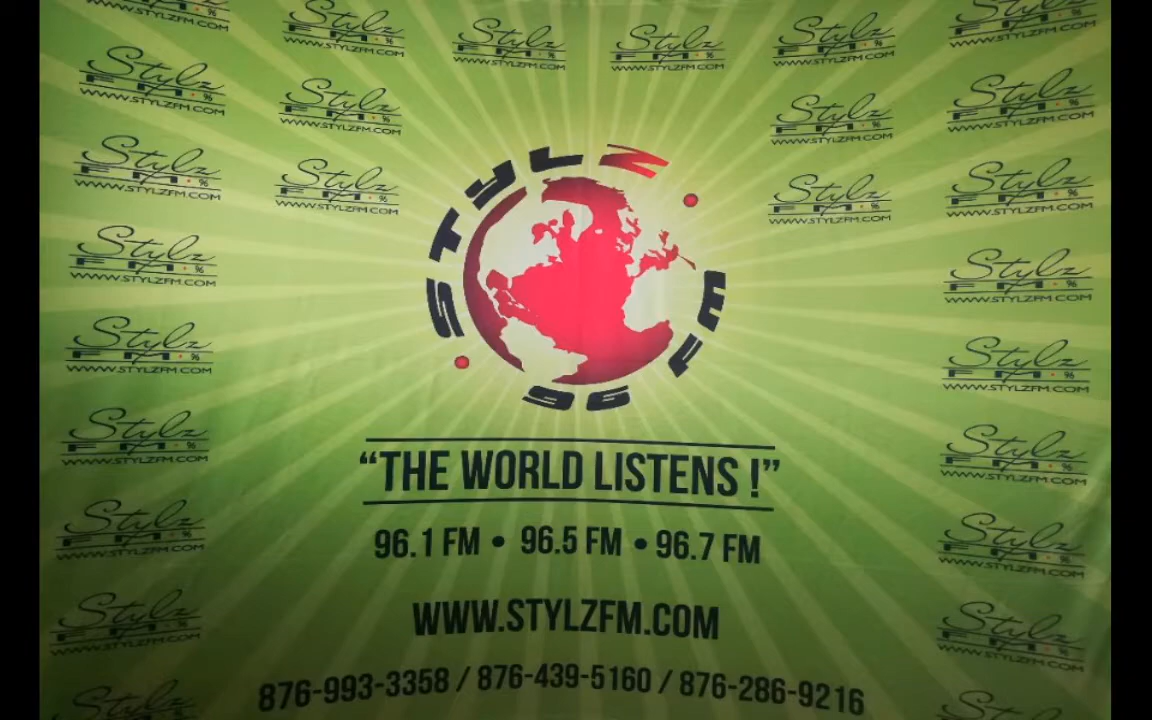 STYLZ FM 96
"THE WORLD LISTENS !"
96.1 FM • 96.5 FM • 96.7 FM
WWW.STYLZFM.COM
876-993-3358 / 876-439-5160 / 876-286-9216
Stylz
FM • 96
WWW.STYLZFM.COM